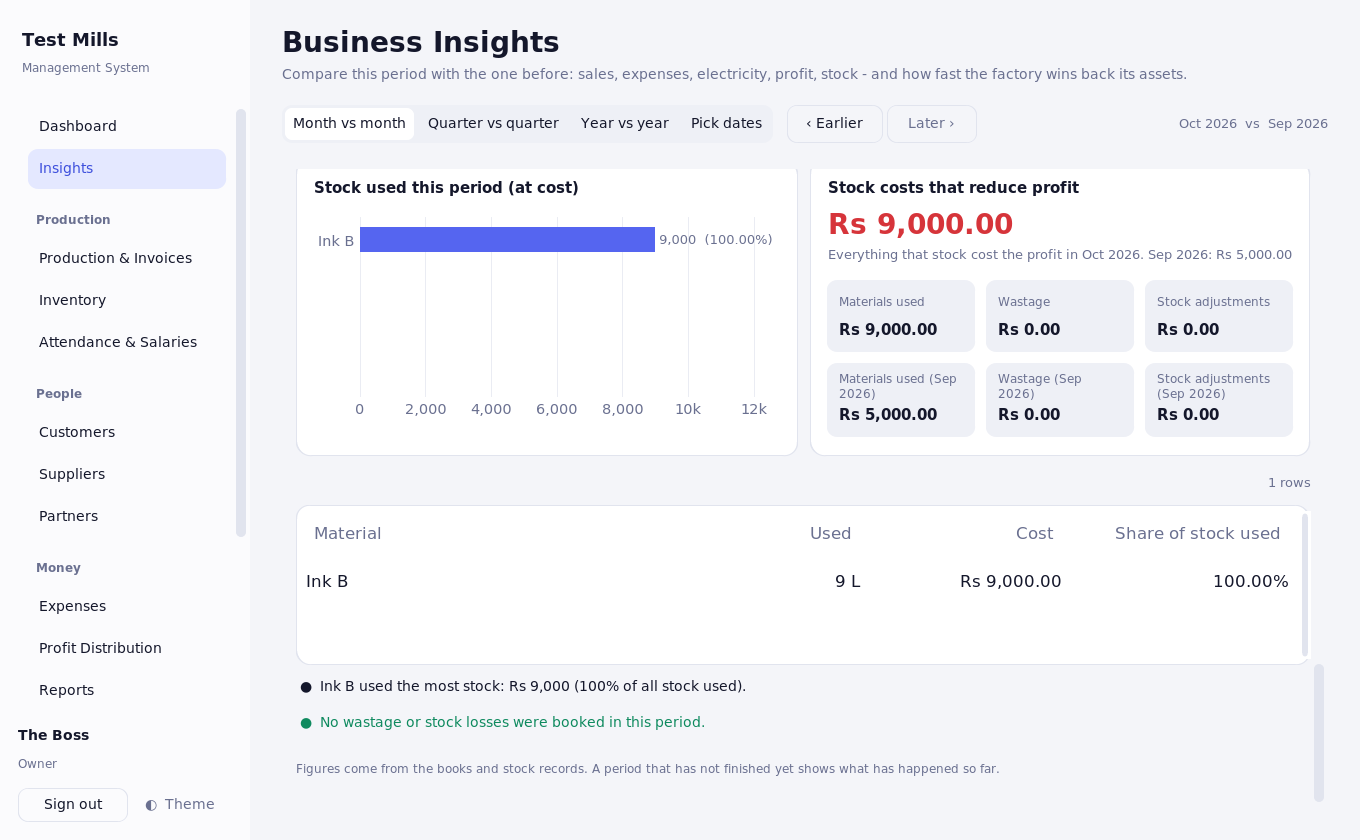 Test Mills
Management System
Dashboard
Insights
Production
Production & Invoices
Inventory
Attendance & Salaries
People
Customers
Suppliers
Partners
Money
Expenses
Profit Distribution
Reports
The Boss
Owner
Sign out
◐ Theme
Business Insights
Compare this period with the one before: sales, expenses, electricity, profit, stock - and how fast the factory wins back its assets.
Month vs month Quarter vs quarter Year vs year Pick dates ‹ Earlier Later › Oct 2026 vs Sep 2026
Stock used this period (at cost)
Ink B 9,000 (100.00%)
0 2,000 4,000 6,000 8,000 10k 12k
Stock costs that reduce profit
Rs 9,000.00
Everything that stock cost the profit in Oct 2026. Sep 2026: Rs 5,000.00
Materials used Wastage Stock adjustments
Rs 9,000.00 Rs 0.00 Rs 0.00
Materials used (Sep 2026) Wastage (Sep 2026) Stock adjustments (Sep 2026)
Rs 5,000.00 Rs 0.00 Rs 0.00
1 rows
Material Used Cost Share of stock used
Ink B 9 L Rs 9,000.00 100.00%
● Ink B used the most stock: Rs 9,000 (100% of all stock used).
● No wastage or stock losses were booked in this period.
Figures come from the books and stock records. A period that has not finished yet shows what has happened so far.